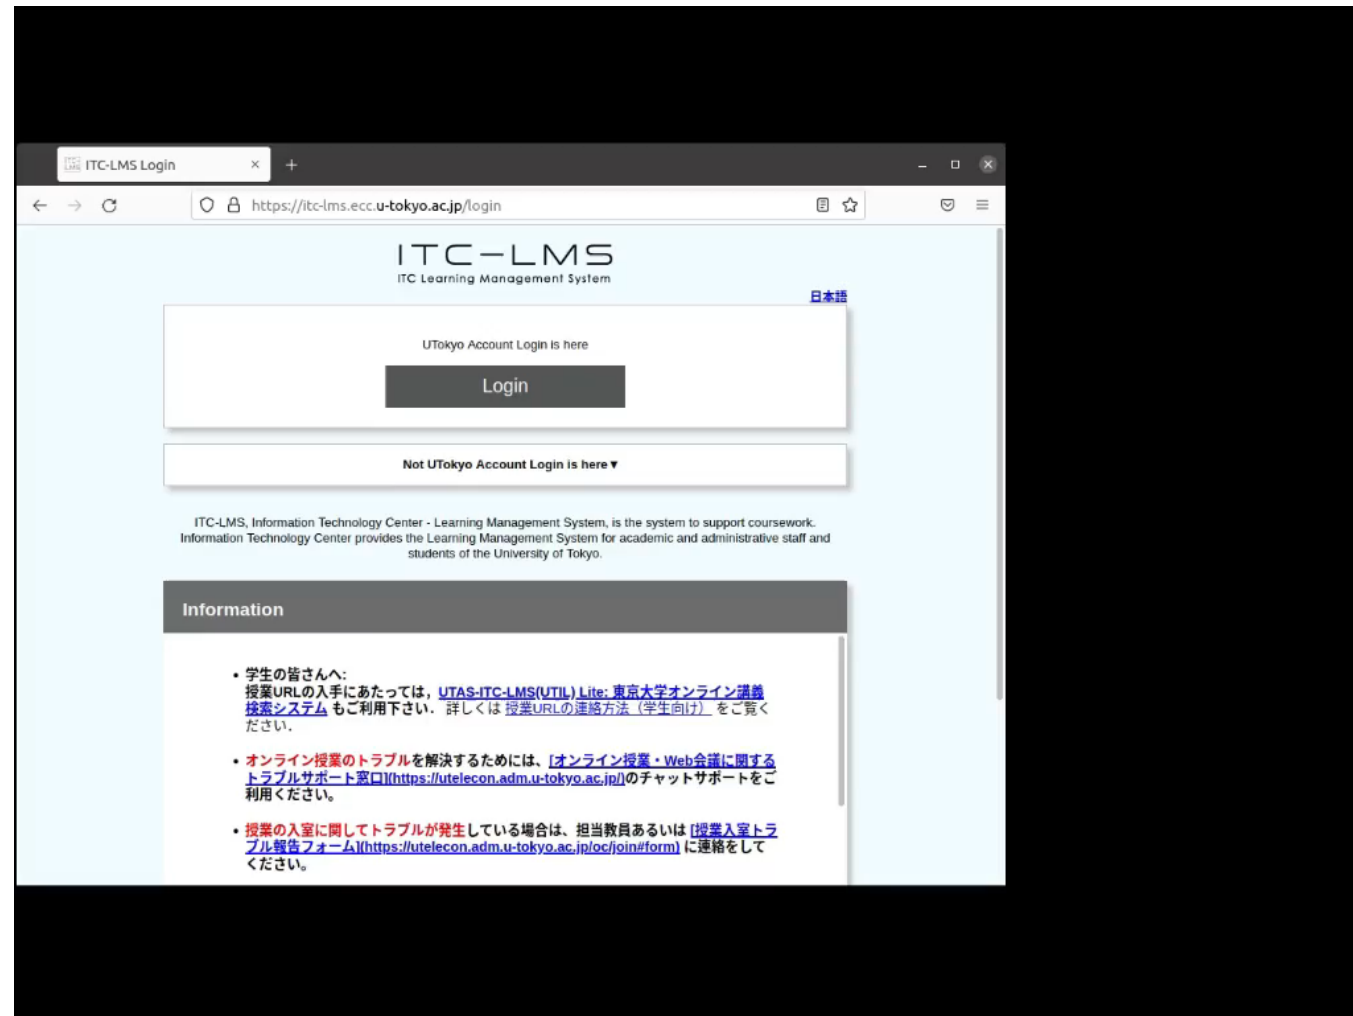 ITC-LMS Login
https://itc-lms.ecc.u-tokyo.ac.jp/login
ITC-LMS
ITC Learning Management System
日本語
UTokyo Account Login is here
Login
Not UTokyo Account Login is here▼
ITC-LMS, Information Technology Center - Learning Management System, is the system to support coursework.
Information Technology Center provides the Learning Management System for academic and administrative staff and
students of the University of Tokyo.
Information
• 学生の皆さんへ:
授業URLの入手にあたっては，UTAS-ITC-LMS(UTIL) Lite: 東京大学オンライン講義
検索システム もご利用下さい．詳しくは 授業URLの連絡方法（学生向け） をご覧く
ださい．
• オンライン授業のトラブルを解決するためには、[オンライン授業・Web会議に関する
トラブルサポート窓口](https://utelecon.adm.u-tokyo.ac.jp/)のチャットサポートをご
利用ください。
• 授業の入室に関してトラブルが発生している場合は、担当教員あるいは [授業入室トラ
ブル報告フォーム](https://utelecon.adm.u-tokyo.ac.jp/oc/join#form) に連絡をして
ください。